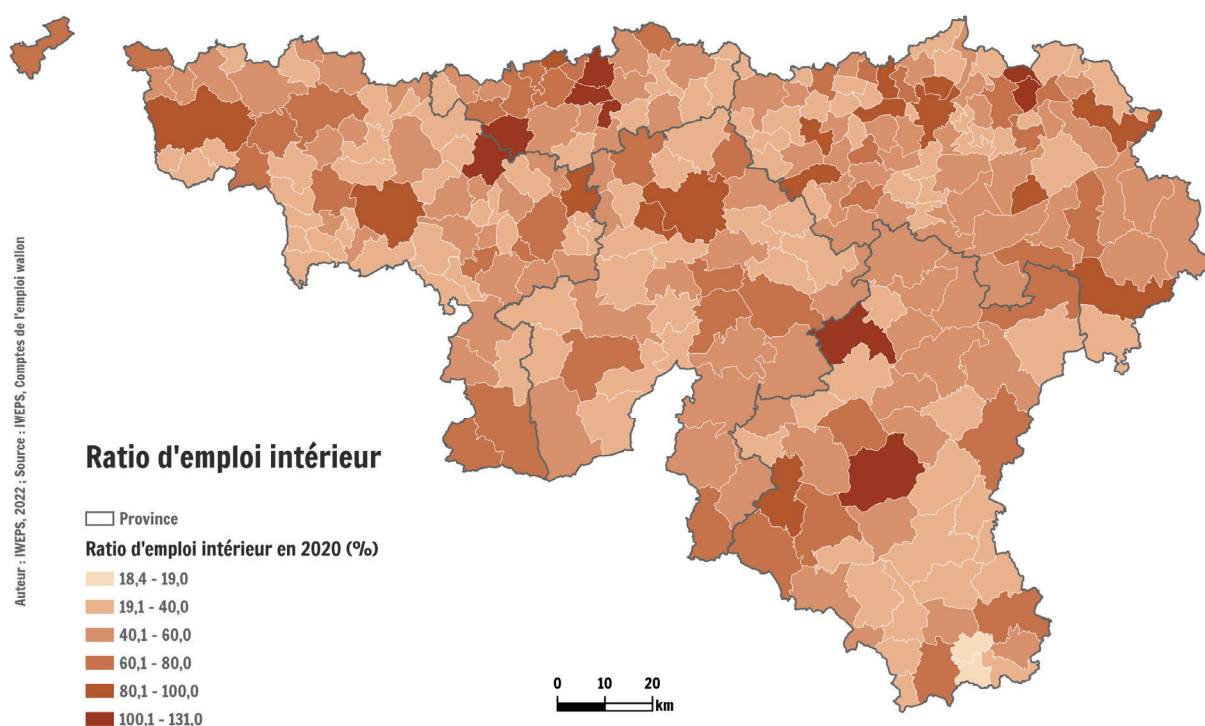 Ratio d'emploi intérieur
Province
Ratio d'emploi intérieur en 2020 (%)
18,4 - 19,0
19,1 - 40,0
40,1 - 60,0
60,1 - 80,0
80,1 - 100,0
100,1 - 131,0
0 10 20
km
Auteur : IWEPS, 2022 ; Source : IWEPS, Comptes de l'emploi wallon